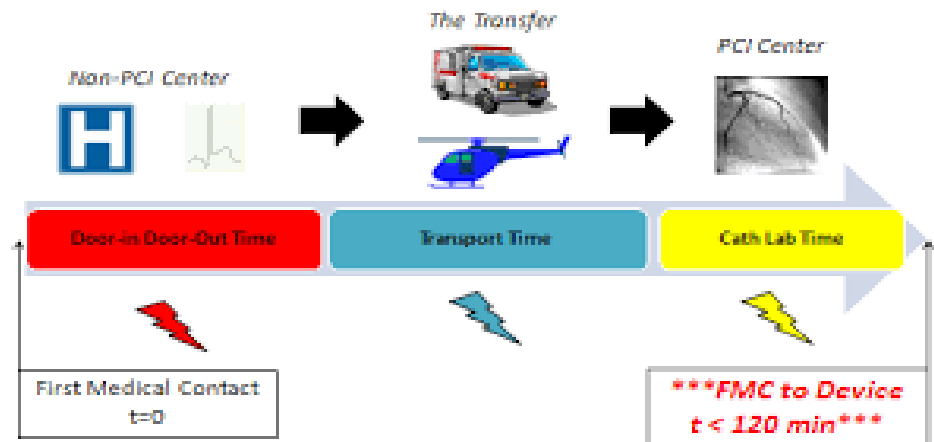 The Transfer
Non-PCI Center
PCI Center
H
Door-in Door-Out Time
Transport Time
Cath Lab Time
First Medical Contact
t=0
***FMC to Device
t < 120 min***